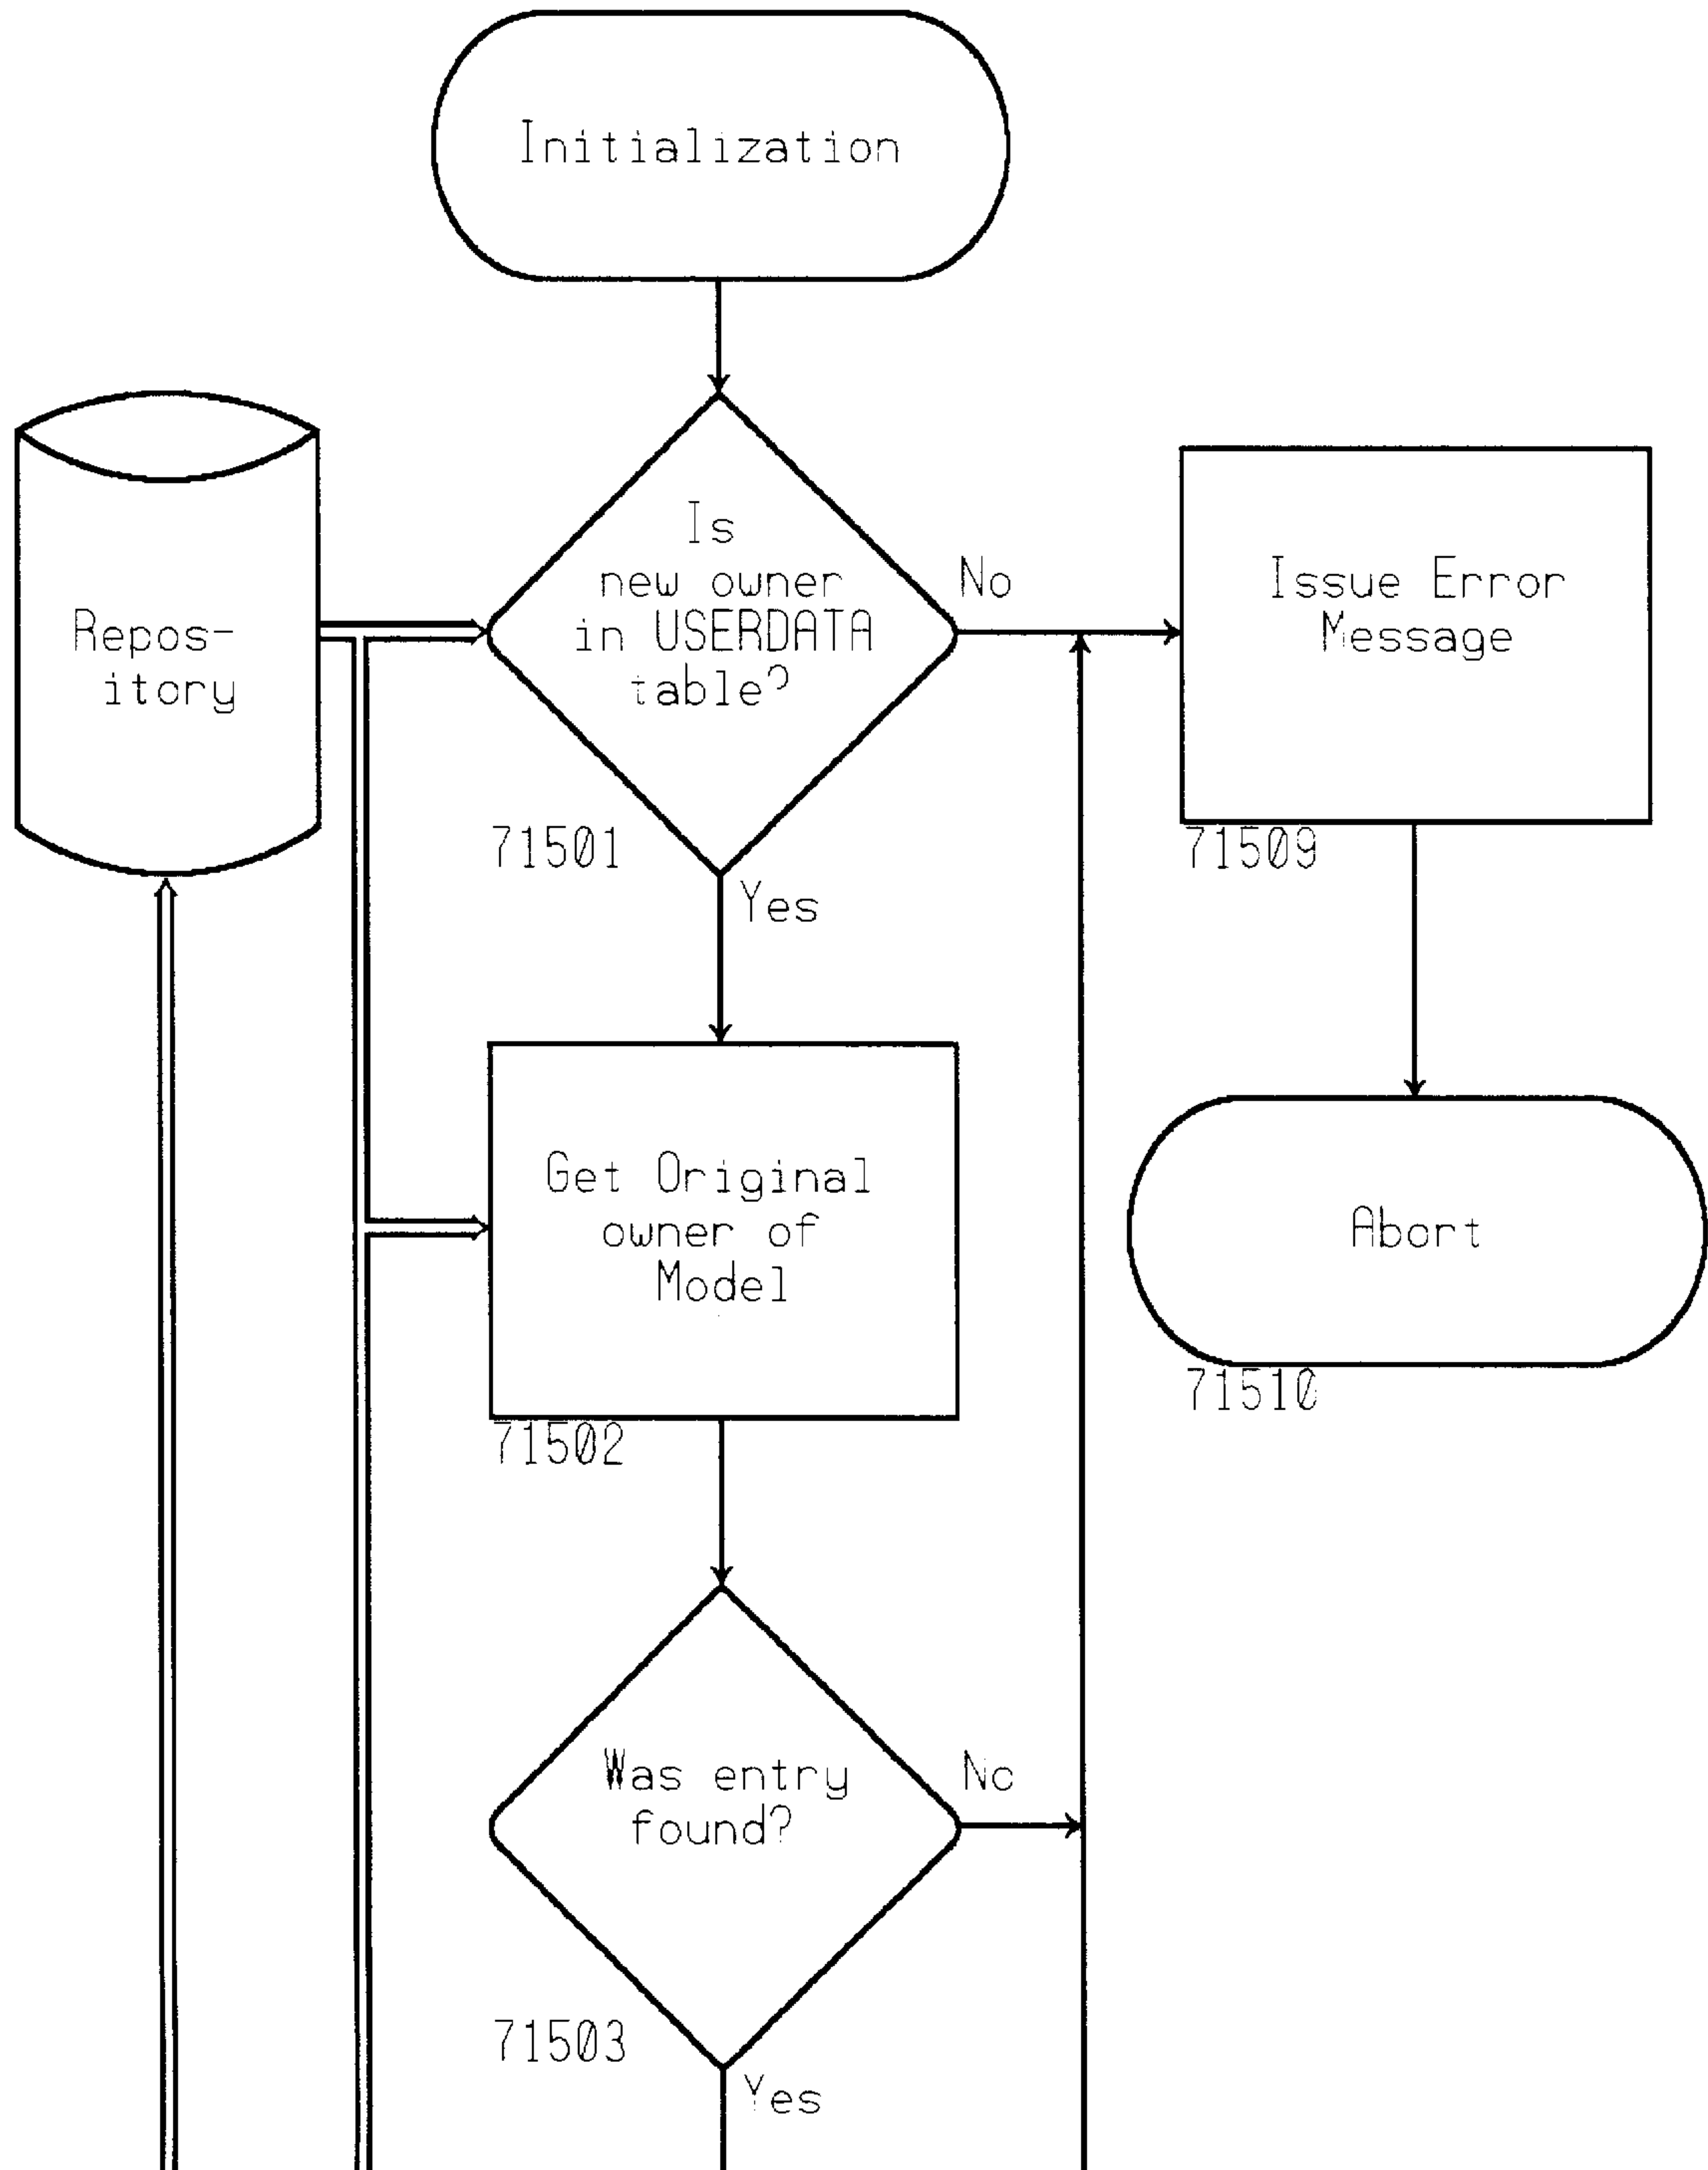 Initialization
Is
new owner
in USERDATA
table?
No
Issue Error
Message
Repos-
itory
71501
71509
Yes
Get Original
owner of
Model
Abort
71510
71502
Was entry
found?
No
71503
Yes